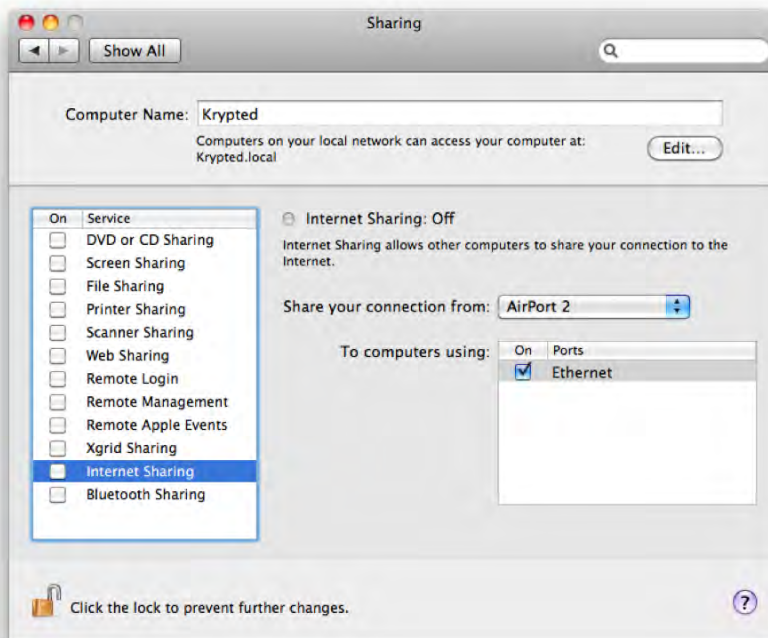 Sharing
Show All
Computer Name: Krypted
Computers on your local network can access your computer at:
Krypted.local
Edit...
On Service
DVD or CD Sharing
Screen Sharing
File Sharing
Printer Sharing
Scanner Sharing
Web Sharing
Remote Login
Remote Management
Remote Apple Events
Xgrid Sharing
Internet Sharing
Bluetooth Sharing
Internet Sharing: Off
Internet Sharing allows other computers to share your connection to the
Internet.
Share your connection from: AirPort 2
To computers using:
On Ports
Ethernet
Click the lock to prevent further changes.
?